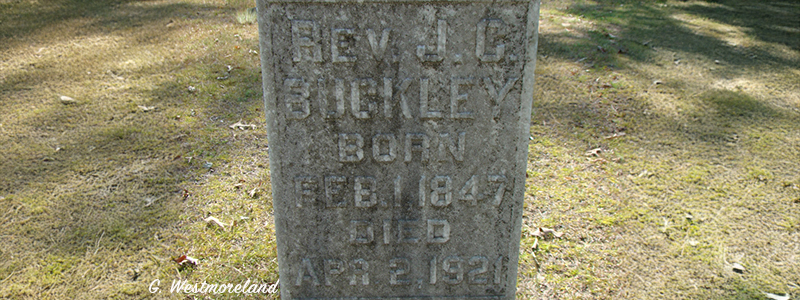 REV. J. C.
BUCKLEY
BORN
FEB. 1 1847
DIED
APR 2, 1921
G. Westmoreland